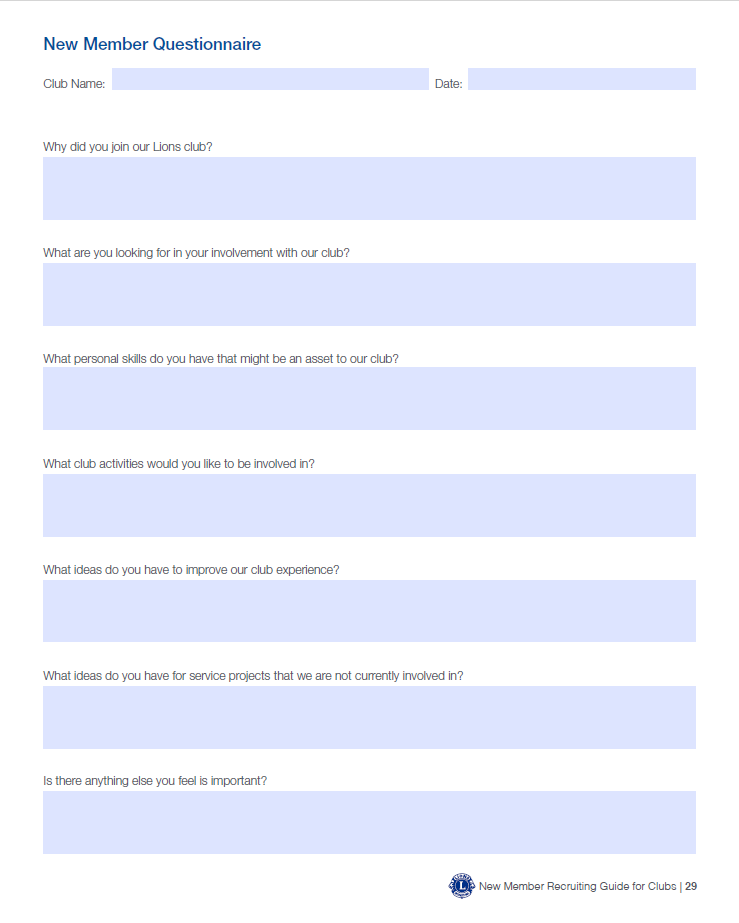 New Member Questionnaire
Club Name: Date:
Why did you join our Lions club?
What are you looking for in your involvement with our club?
What personal skills do you have that might be an asset to our club?
What club activities would you like to be involved in?
What ideas do you have to improve our club experience?
What ideas do you have for service projects that we are not currently involved in?
Is there anything else you feel is important?
L New Member Recruiting Guide for Clubs | 29